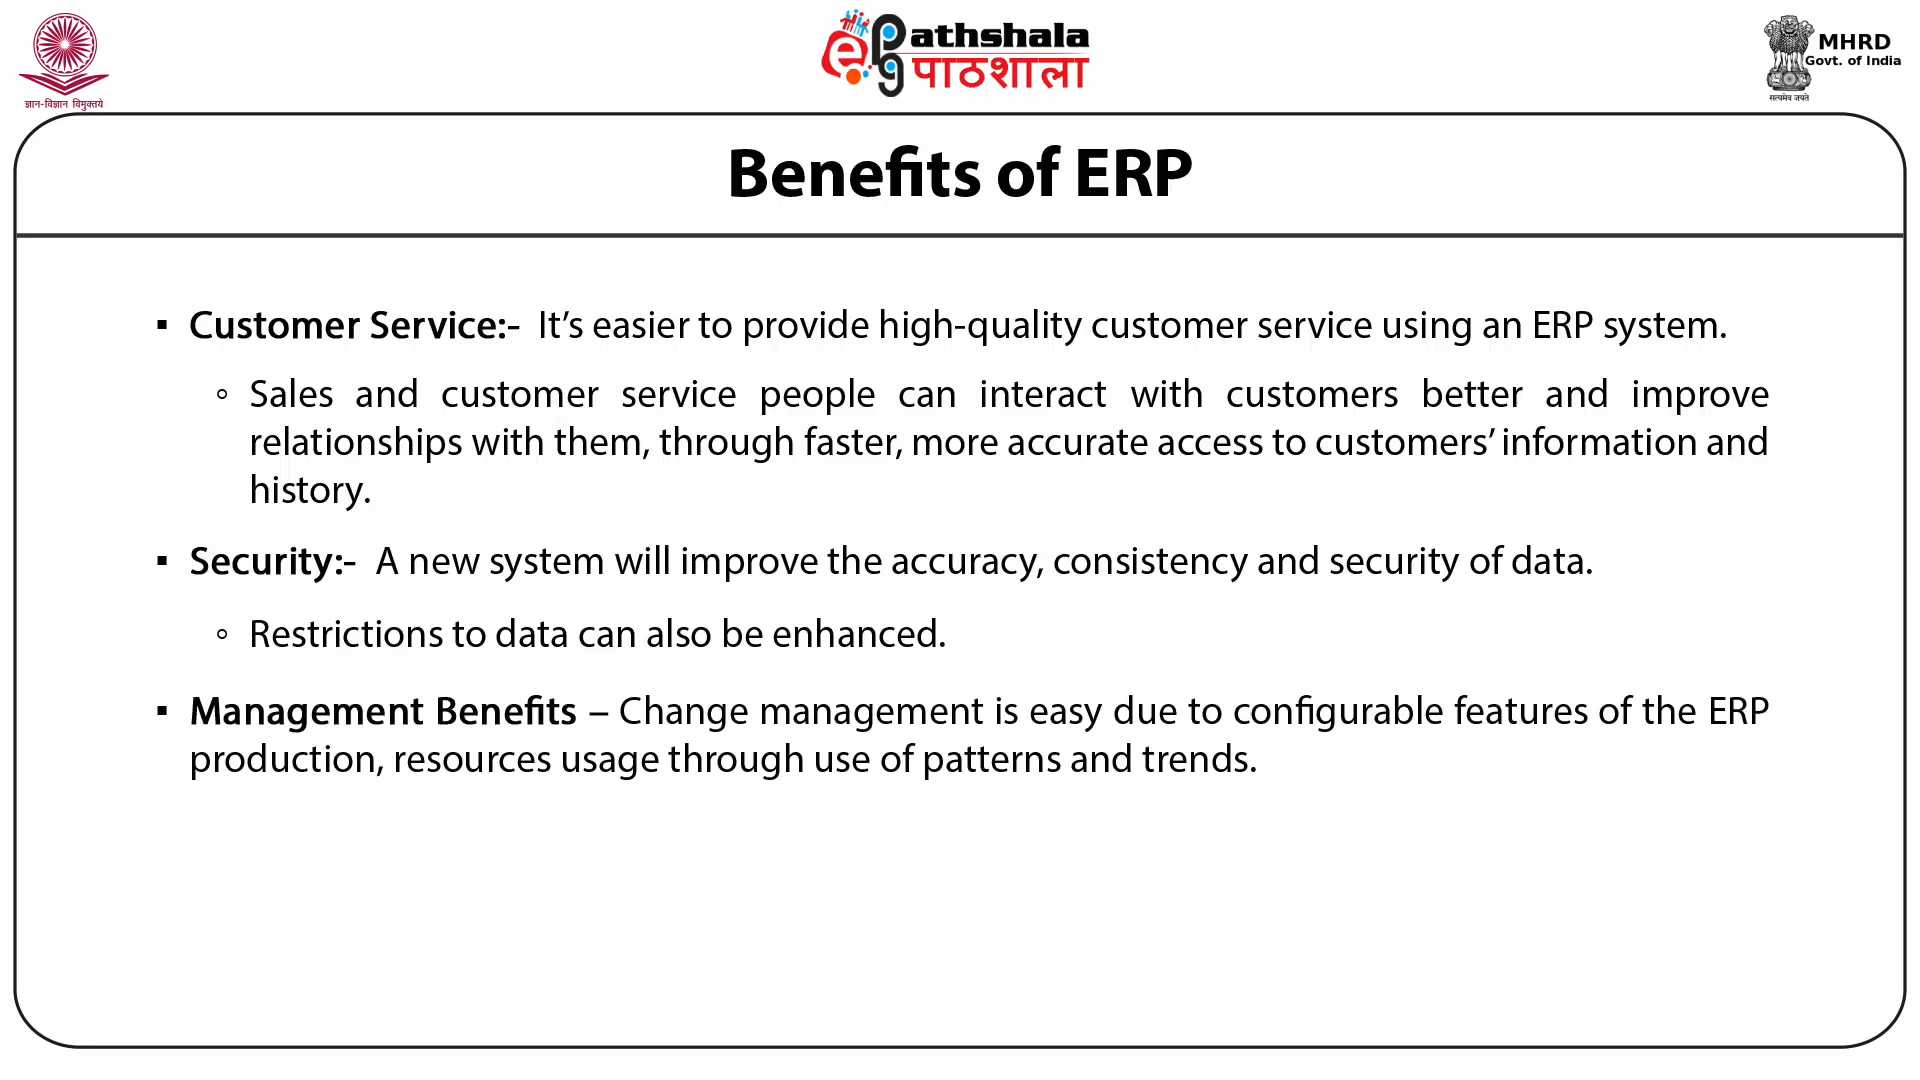 ज्ञान-विज्ञान विमुक्तये
e Pathshala
पाठशाला
MHRD
Govt. of India
सत्यमेव जयते
Benefits of ERP
▪ Customer Service:- It’s easier to provide high-quality customer service using an ERP system.
◦ Sales and customer service people can interact with customers better and improve
relationships with them, through faster, more accurate access to customers’ information and
history.
▪ Security:- A new system will improve the accuracy, consistency and security of data.
◦ Restrictions to data can also be enhanced.
▪ Management Benefits – Change management is easy due to configurable features of the ERP
production, resources usage through use of patterns and trends.